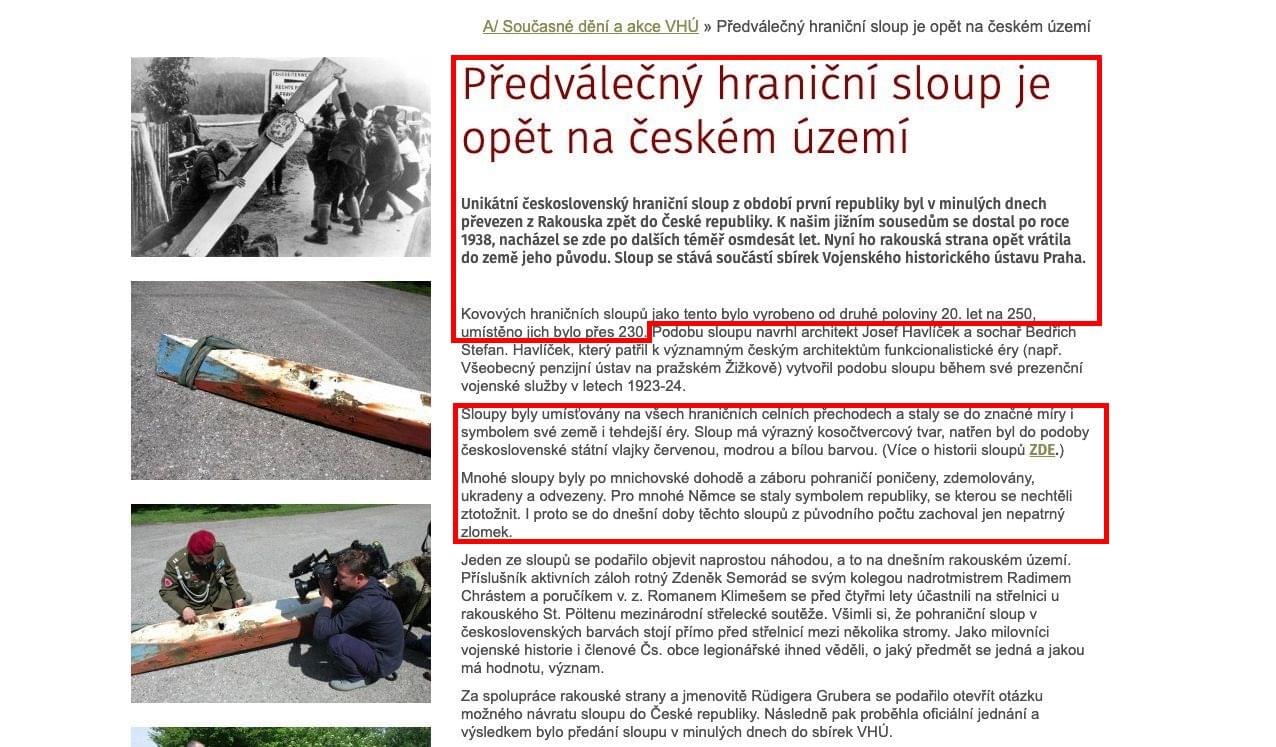 A/ Současné dění a akce VHÚ » Předválečný hraniční sloup je opět na českém území
Předválečný hraniční sloup je
opět na českém území
Unikátní československý hraniční sloup z období první republiky byl v minulých dnech
převezen z Rakouska zpět do České republiky. K našim jižním sousedům se dostal po roce
1938, nacházel se zde po dalších téměř osmdesát let. Nyní ho rakouská strana opět vrátila
do země jeho původu. Sloup se stává součástí sbírek Vojenského historického ústavu Praha.
Kovových hraničních sloupů jako tento bylo vyrobeno od druhé poloviny 20. let na 250,
umístěno jich bylo přes 230. Podobu sloupu navrhl architekt Josef Havlíček a sochař Bedřich
Stefan. Havlíček, který patřil k významným českým architektům funkcionalistické éry (např.
Všeobecný penzijní ústav na pražském Žižkově) vytvořil podobu sloupu během své prezenční
vojenské služby v letech 1923-24.
Sloupy byly umísťovány na všech hraničních celních přechodech a staly se do značné míry i
symbolem své země i tehdejší éry. Sloup má výrazný kosočtvercový tvar, natřen byl do podoby
československé státní vlajky červenou, modrou a bílou barvou. (Více o historii sloupů ZDE.)
Mnohé sloupy byly po mnichovské dohodě a záboru pohraničí poničeny, zdemolovány,
ukradeny a odvezeny. Pro mnohé Němce se staly symbolem republiky, se kterou se nechtěli
ztotožnit. I proto se do dnešní doby těchto sloupů z původního počtu zachoval jen nepatrný
zlomek.
Jeden ze sloupů se podařilo objevit naprostou náhodou, a to na dnešním rakouském území.
Příslušník aktivních záloh rotný Zdeněk Semorád se svým kolegou nadrotmistrem Radimem
Chrástem a poručíkem v. z. Romanem Klimešem se před čtyřmi lety účastnili na střelnici u
rakouského St. Pöltenu mezinárodní střelecké soutěže. Všimli si, že pohraniční sloup v
československých barvách stojí přímo před střelnicí mezi několika stromy. Jako milovníci
vojenské historie i členové Čs. obce legionářské ihned věděli, o jaký předmět se jedná a jakou
má hodnotu, význam.
Za spolupráce rakouské strany a jmenovitě Rüdigera Grubera se podařilo otevřít otázku
možného návratu sloupu do České republiky. Následně pak proběhla oficiální jednání a
výsledkem bylo předání sloupu v minulých dnech do sbírek VHÚ.